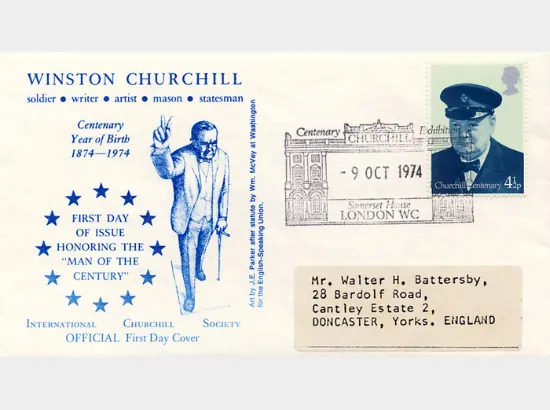 WINSTON CHURCHILL
soldier • writer • artist • mason • statesman
Centenary
Year of Birth
1874—1974
FIRST DAY
OF ISSUE
HONORING THE
"MAN OF THE
CENTURY"
INTERNATIONAL CHURCHILL SOCIETY
OFFICIAL First Day Cover
Art by J.E. Parker after statute by Wm. McVey at Washington
for the English-Speaking Union.
Centenary CHURCHILL Exhibition
- 9 OCT 1974
Somerset House
LONDON WC
Churchill Centenary 4½p
Mr. Walter H. Battersby,
28 Bardolf Road,
Cantley Estate 2,
DONCASTER, Yorks. ENGLAND